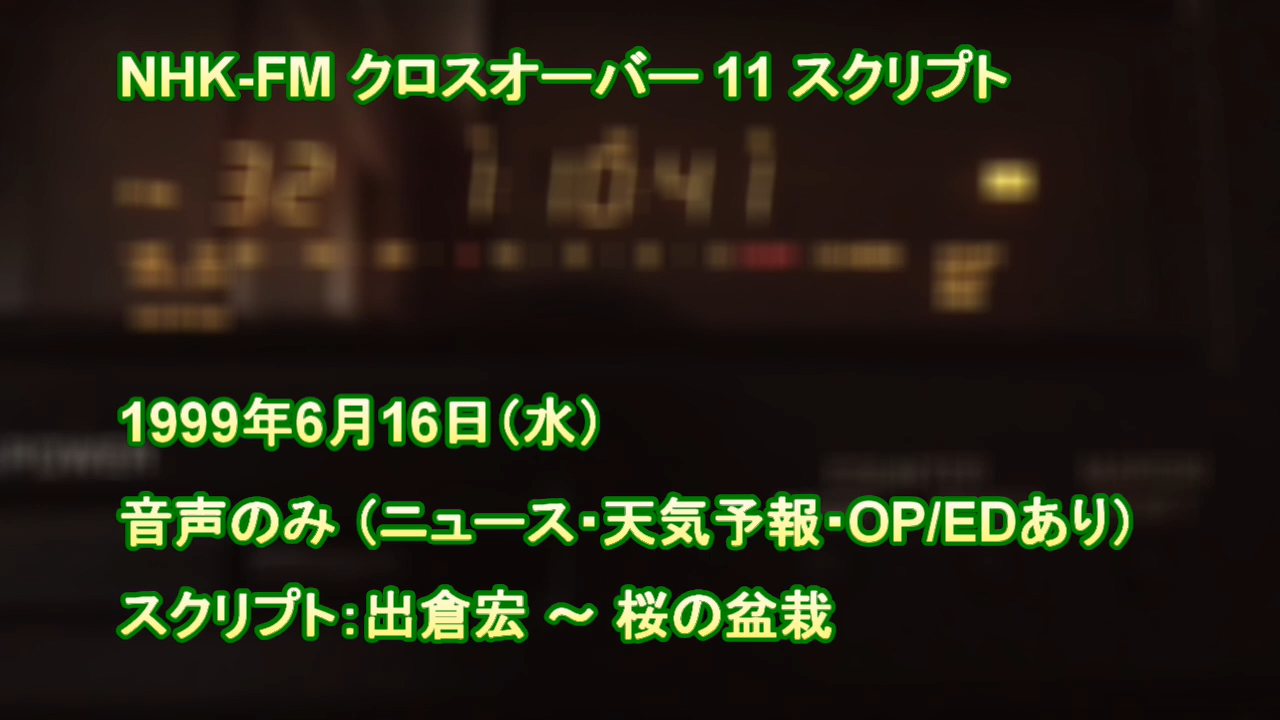 NHK-FM クロスオーバー 11 スクリプト
1999年6月16日（水）
音声のみ （ニュース・天気予報・OP/EDあり）
スクリプト：出倉宏 ～ 桜の盆栽